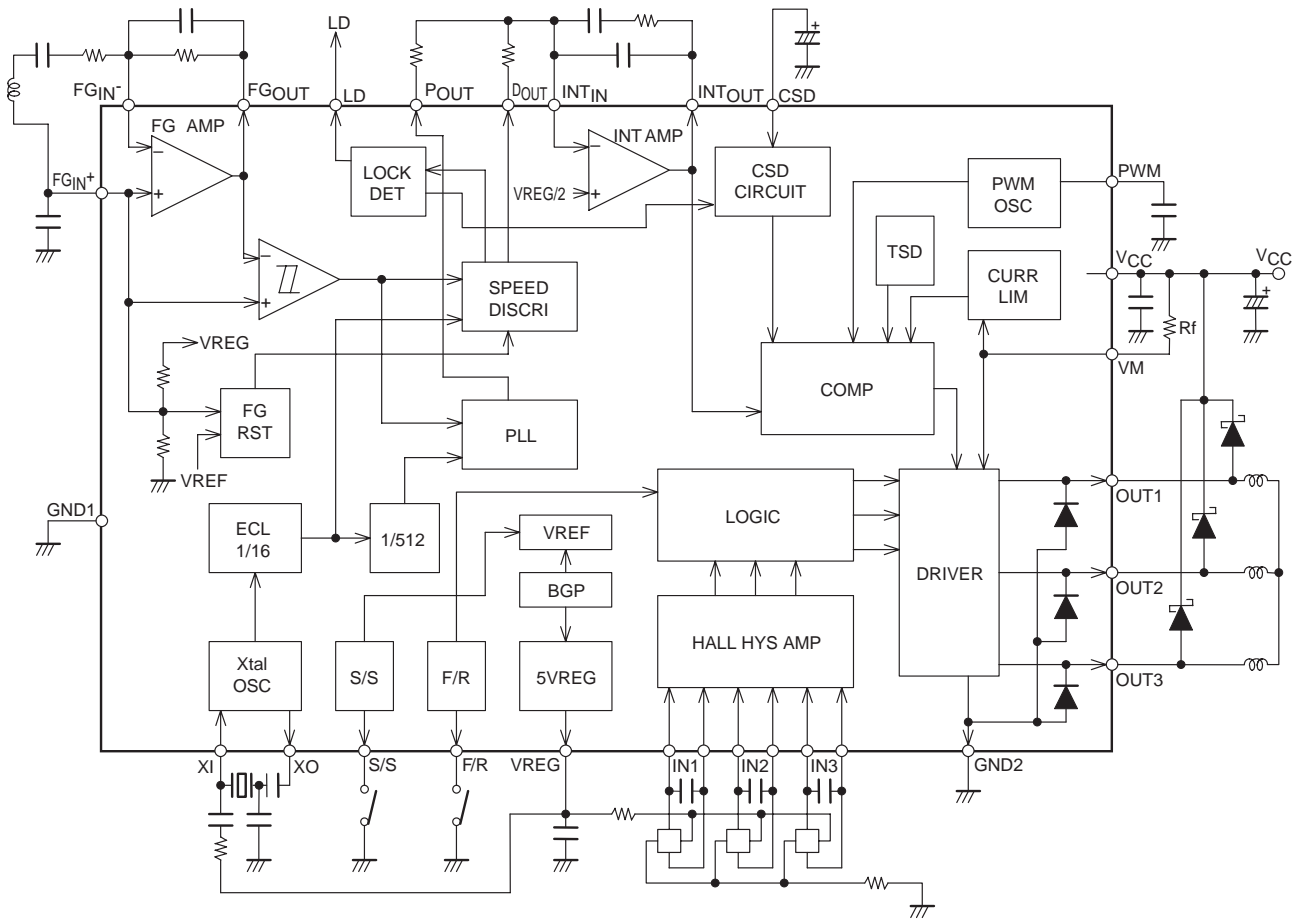 LD
FGIN-
FGOUT
LD
POUT
DOUT
INTIN
INTOUT
CSD
FG AMP
INT AMP
FGIN+
LOCK
DET
VREG/2
CSD
CIRCUIT
PWM
OSC
PWM
TSD
CURR
LIM
VCC
VCC
SPEED
DISCRI
Rf
VREG
VM
FG
RST
PLL
COMP
VREF
GND1
ECL
1/16
1/512
VREF
LOGIC
OUT1
BGP
DRIVER
OUT2
Xtal
OSC
S/S
F/R
5VREG
HALL HYS AMP
OUT3
XI
XO
S/S
F/R
VREG
IN1
IN2
IN3
GND2